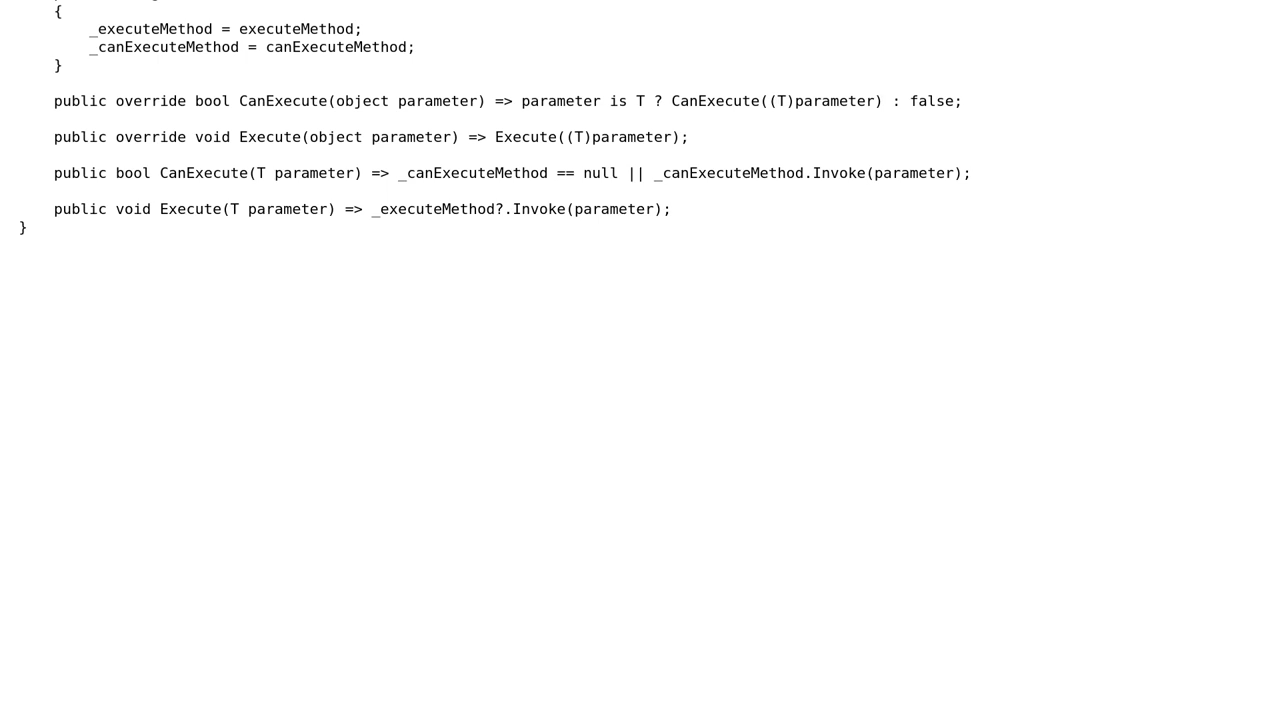 {
_executeMethod = executeMethod;
_canExecuteMethod = canExecuteMethod;
}
public override bool CanExecute(object parameter) => parameter is T ? CanExecute((T)parameter) : false;
public override void Execute(object parameter) => Execute((T)parameter);
public bool CanExecute(T parameter) => _canExecuteMethod == null || _canExecuteMethod.Invoke(parameter);
public void Execute(T parameter) => _executeMethod?.Invoke(parameter);
}